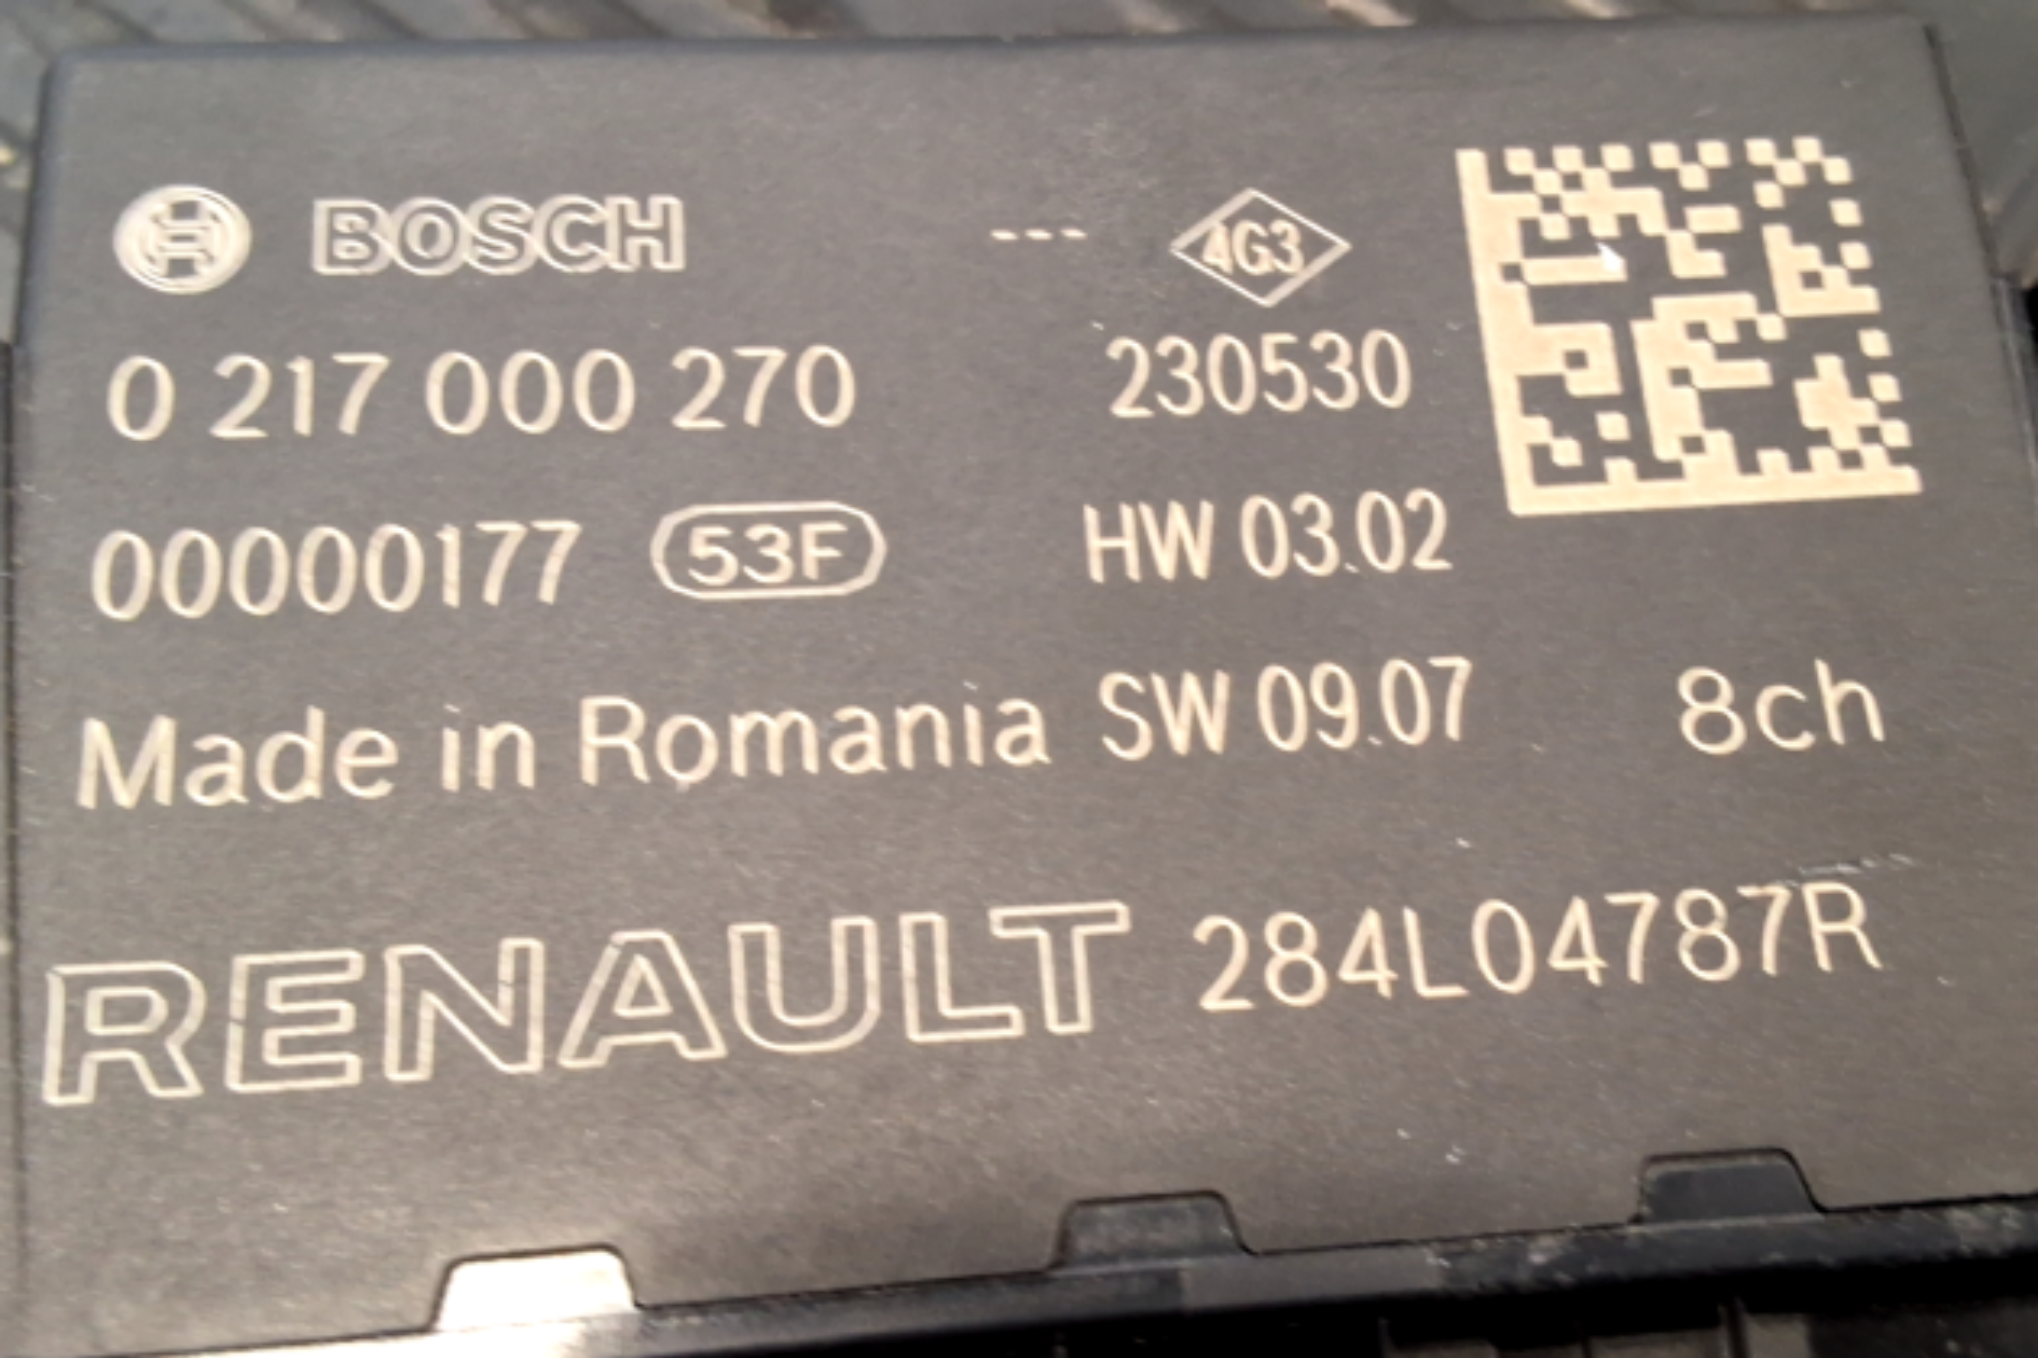 BOSCH --- 4G3
0 217 000 270 230530
00000177 53F HW 03.02
Made in Romania SW 09.07 8ch
RENAULT 284L04787R